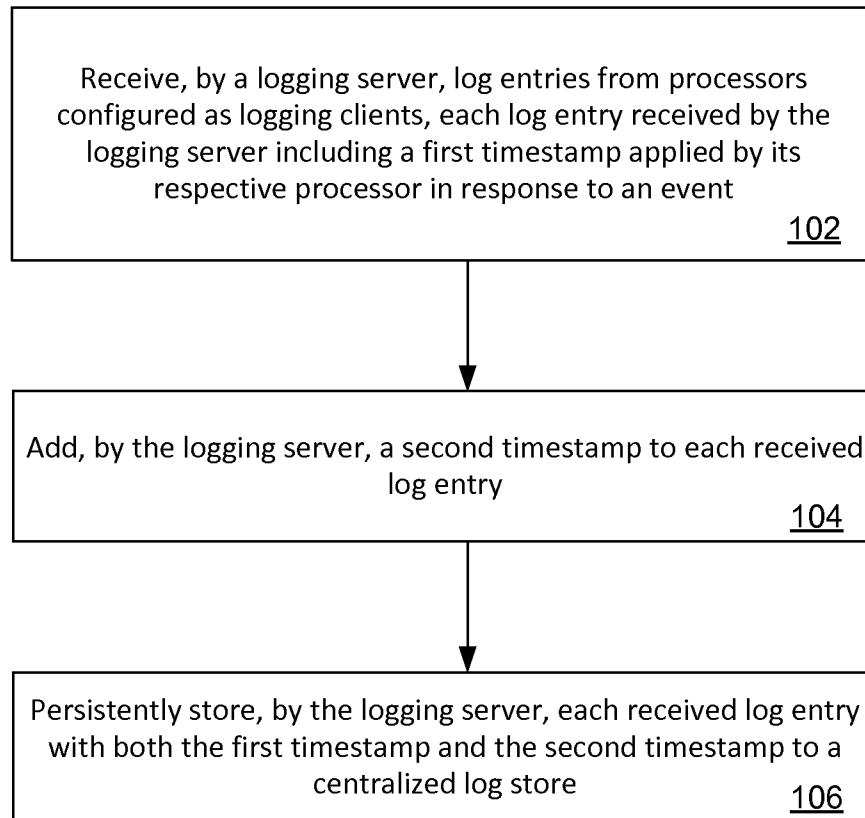 Receive, by a logging server, log entries from processors
configured as logging clients, each log entry received by the
logging server including a first timestamp applied by its
respective processor in response to an event
102
Add, by the logging server, a second timestamp to each received
log entry
104
Persistently store, by the logging server, each received log entry
with both the first timestamp and the second timestamp to a
centralized log store
106